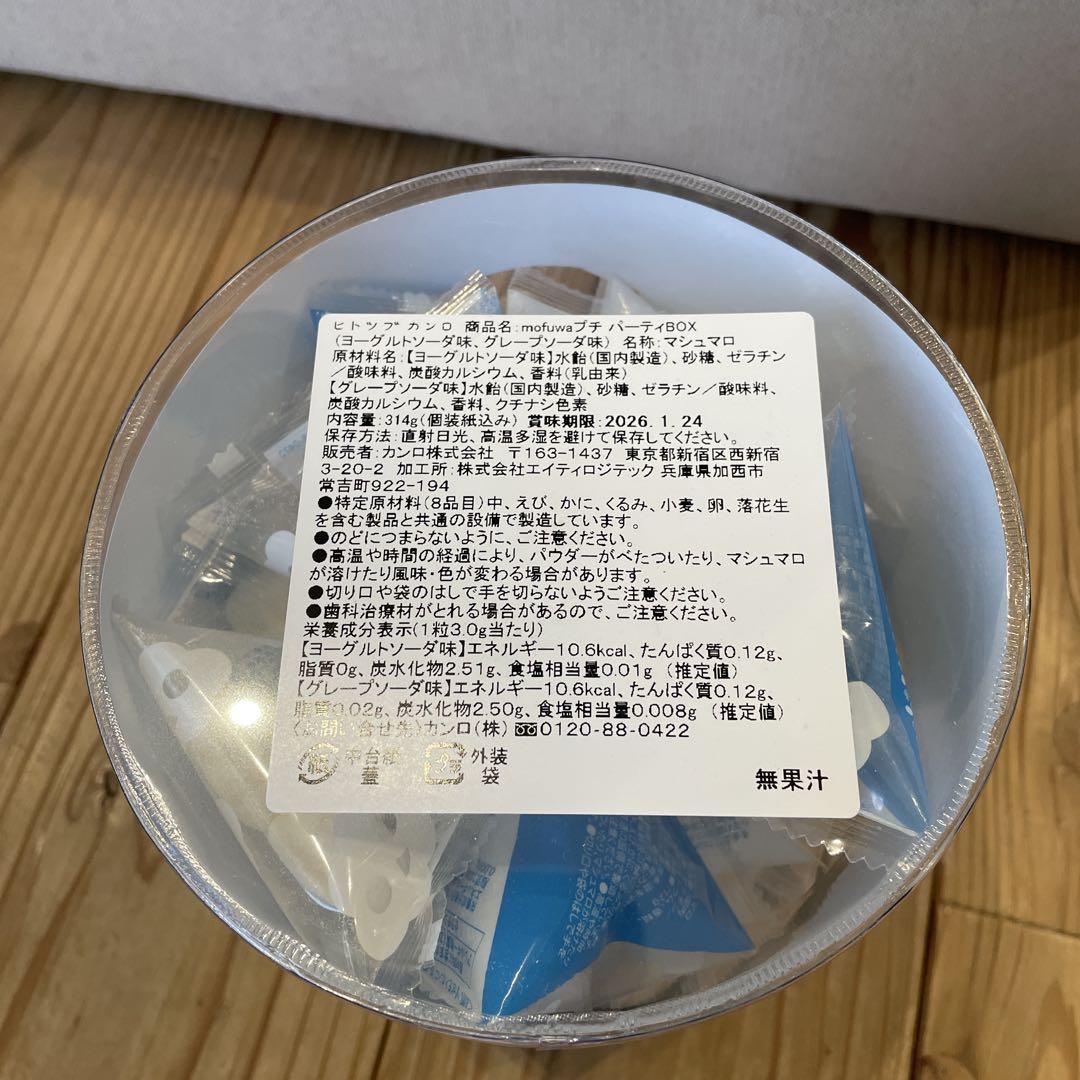 ヒトツブ カンロ 商品名:mofuwaプチ パーティBOX
(ヨーグルトソーダ味、グレープソーダ味) 名称:マシュマロ
原材料名:【ヨーグルトソーダ味】水飴(国内製造)、砂糖、ゼラチン
/酸味料、炭酸カルシウム、香料(乳由来)
【グレープソーダ味】水飴(国内製造)、砂糖、ゼラチン/酸味料、
炭酸カルシウム、香料、クチナシ色素
内容量:314g(個装紙込み) 賞味期限:2026.1.24
保存方法:直射日光、高温多湿を避けて保存してください。
販売者:カンロ株式会社 〒163-1437 東京都新宿区西新宿
3-20-2 加工所:株式会社エイティロジテック 兵庫県加西市
常吉町922-194
●特定原材料(8品目)中、えび、かに、くるみ、小麦、卵、落花生
を含む製品と共通の設備で製造しています。
●のどにつまらないように、ご注意ください。
●高温や時間の経過により、パウダーがべたついたり、マシュマロ
が溶けたり風味・色が変わる場合があります。
●切り口や袋のはしで手を切らないようご注意ください。
●歯科治療材がとれる場合があるので、ご注意ください。
栄養成分表示(1粒3.0g当たり)
【ヨーグルトソーダ味】エネルギー10.6kcal、たんぱく質0.12g、
脂質0g、炭水化物2.51g、食塩相当量0.01g (推定値)
【グレープソーダ味】エネルギー10.6kcal、たんぱく質0.12g、
脂質0.02g、炭水化物2.50g、食塩相当量0.008g (推定値)
〈お問い合せ先〉カンロ(株) 0120-88-0422
紙 中台紙 プラ 外装
蓋 袋
無果汁